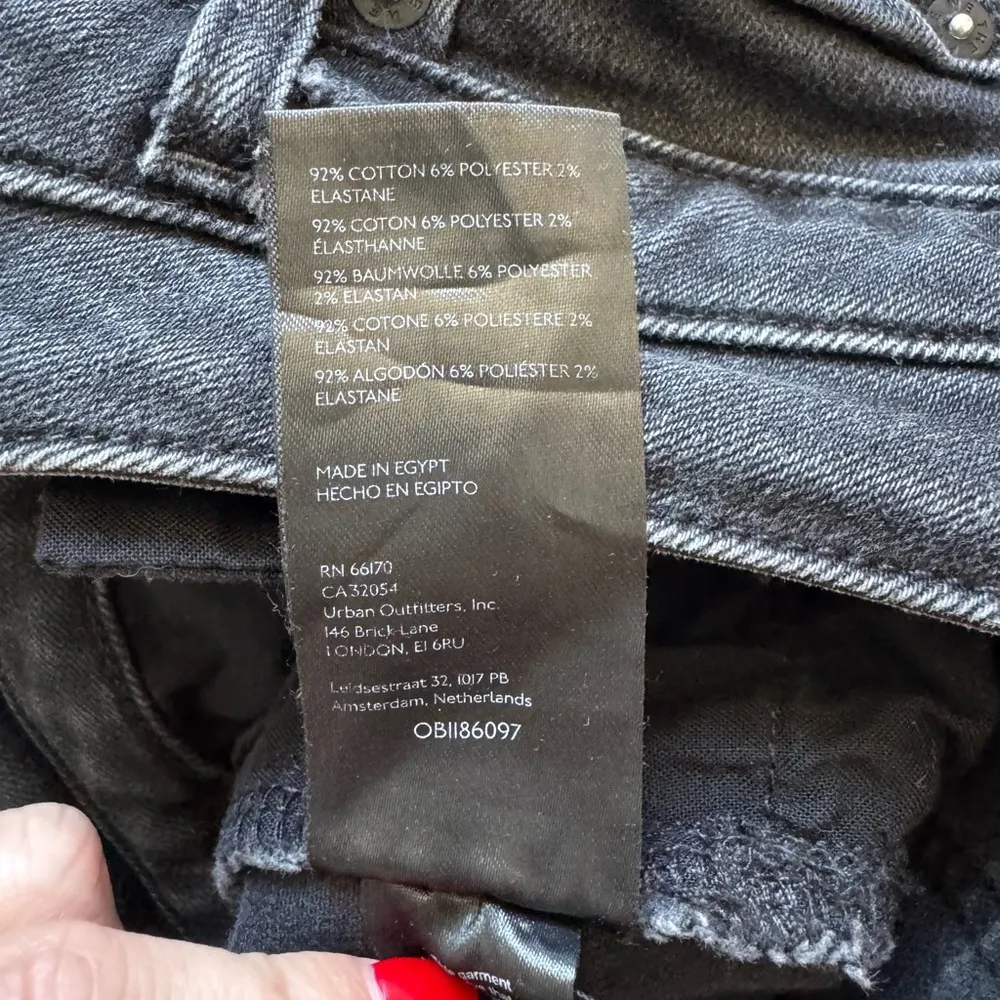 92% COTTON 6% POLYESTER 2%
ELASTANE
92% COTON 6% POLYESTER 2%
ÉLASTHANNE
92% BAUMWOLLE 6% POLYESTER
2% ELASTAN
92% COTONE 6% POLIESTERE 2%
ELASTAN
92% ALGODÓN 6% POLIÉSTER 2%
ELASTANE
MADE IN EGYPT
HECHO EN EGIPTO
RN 66170
CA32054
Urban Outfitters, Inc.
146 Brick Lane
LONDON, E1 6RU
Leidsestraat 32, 1017 PB
Amsterdam, Netherlands
OB1186097
garment